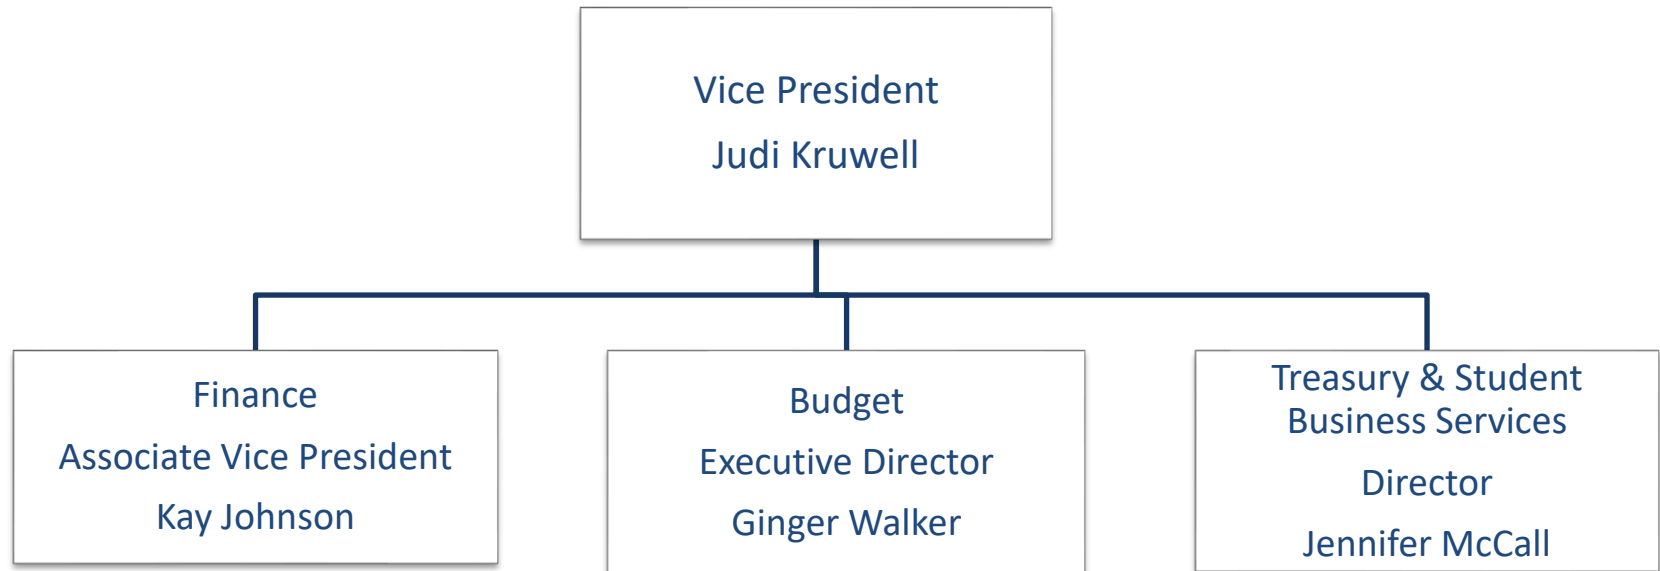 Vice President
Judi Kruwell
Finance
Associate Vice President
Kay Johnson
Budget
Executive Director
Ginger Walker
Treasury & Student
Business Services
Director
Jennifer McCall